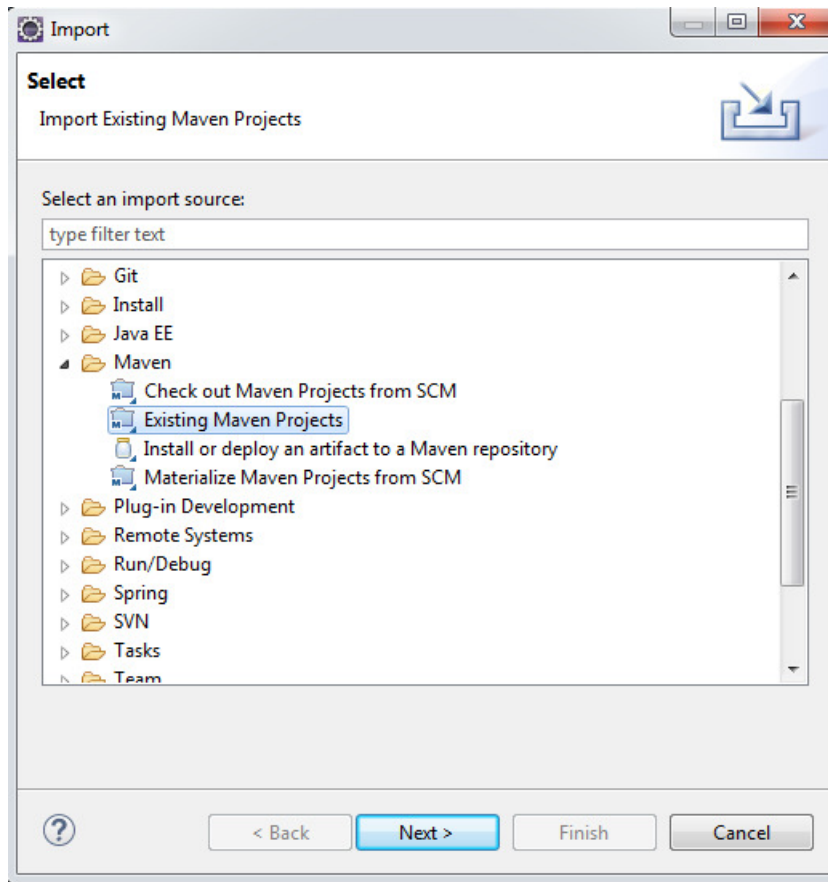 Import
Select
Import Existing Maven Projects
Select an import source:
type filter text
Git
Install
Java EE
Maven
Check out Maven Projects from SCM
Existing Maven Projects
Install or deploy an artifact to a Maven repository
Materialize Maven Projects from SCM
Plug-in Development
Remote Systems
Run/Debug
Spring
SVN
Tasks
Team
? < Back Next > Finish Cancel